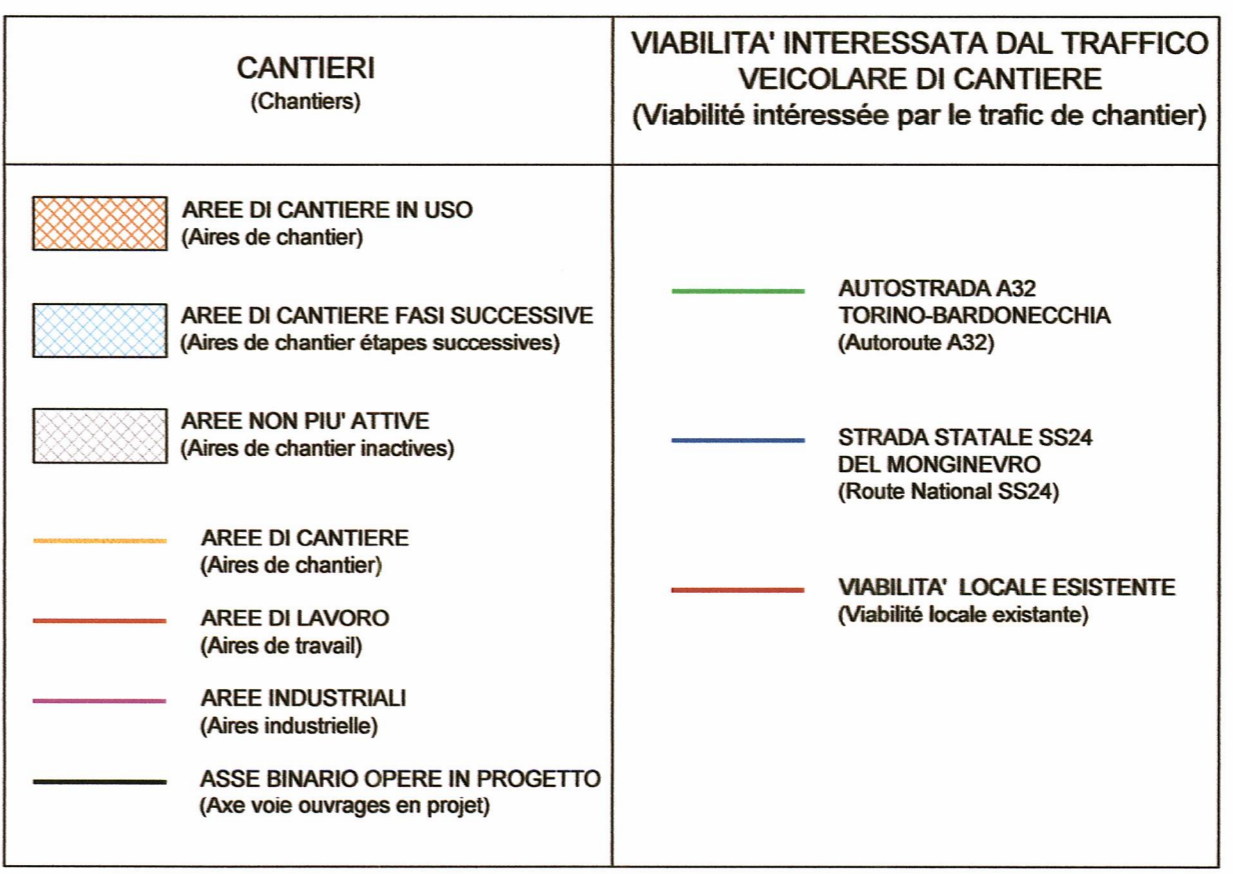 CANTIERI
(Chantiers)
VIABILITA' INTERESSATA DAL TRAFFICO
VEICOLARE DI CANTIERE
(Viabilité intéressée par le trafic de chantier)
AREE DI CANTIERE IN USO
(Aires de chantier)
AREE DI CANTIERE FASI SUCCESSIVE
(Aires de chantier étapes successives)
AREE NON PIU' ATTIVE
(Aires de chantier inactives)
AREE DI CANTIERE
(Aires de chantier)
AREE DI LAVORO
(Aires de travail)
AREE INDUSTRIALI
(Aires industrielle)
ASSE BINARIO OPERE IN PROGETTO
(Axe voie ouvrages en projet)
AUTOSTRADA A32
TORINO-BARDONECCHIA
(Autoroute A32)
STRADA STATALE SS24
DEL MONGINEVRO
(Route National SS24)
VIABILITA' LOCALE ESISTENTE
(Viabilité locale existante)